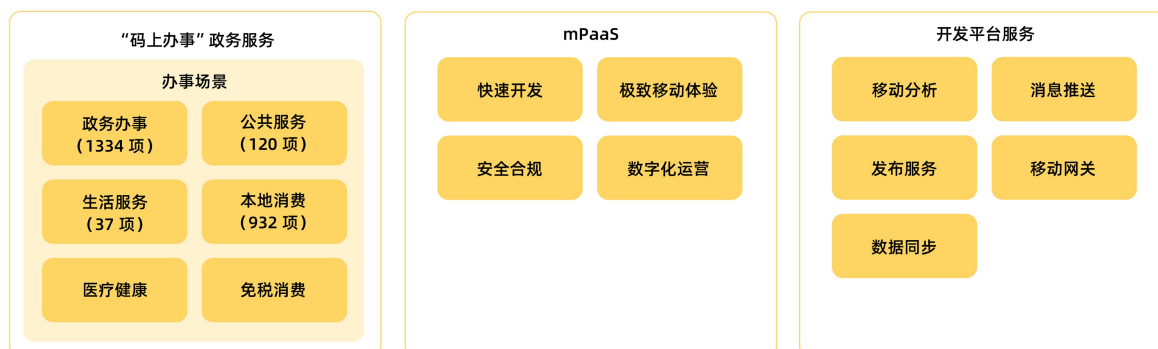 “码上办事”政务服务
办事场景
政务办事
（1334 项）
公共服务
（120 项）
生活服务
（37 项）
本地消费
（932 项）
医疗健康
免税消费
mPaaS
快速开发
极致移动体验
安全合规
数字化运营
开发平台服务
移动分析
消息推送
发布服务
移动网关
数据同步